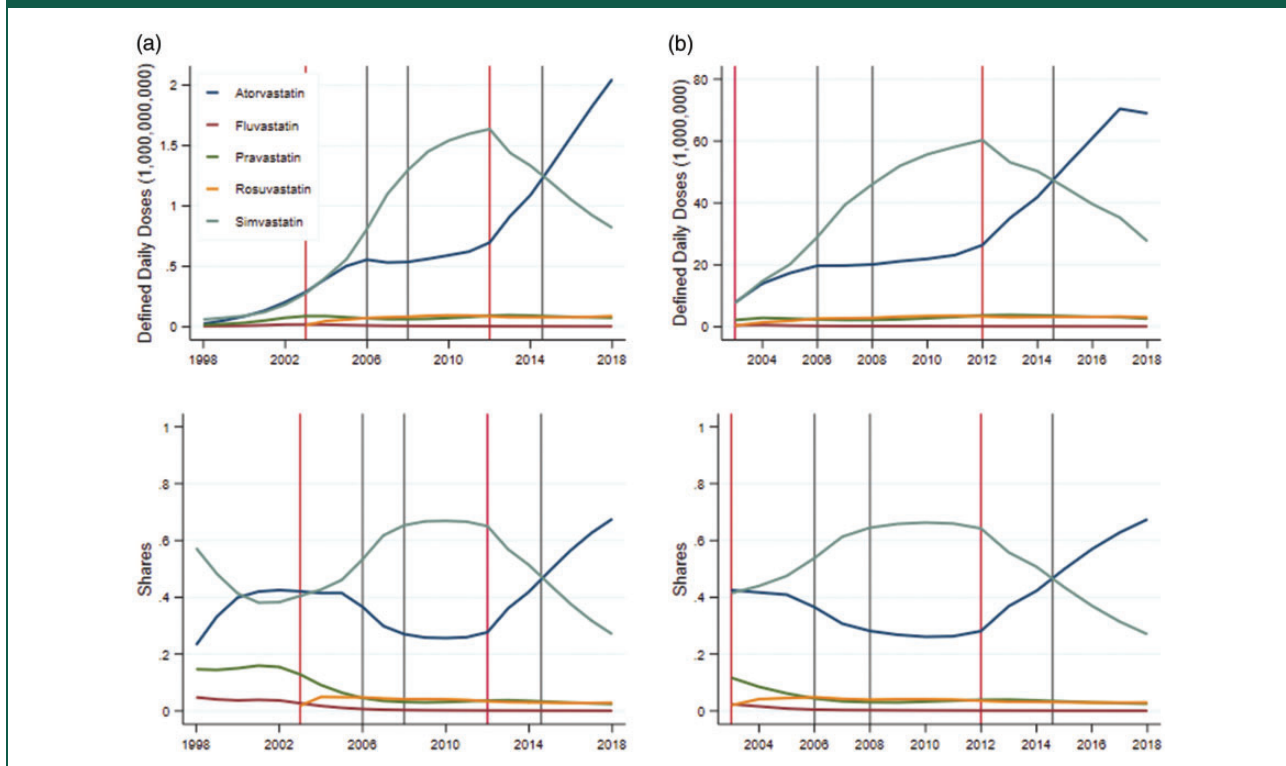 (a)
(b)
Defined Daily Doses (1,000,000,000)
2
1.5
1
.5
0
Atorvastatin
Fluvastatin
Pravastatin
Rosuvastatin
Simvastatin
1998 2002 2006 2010 2014 2018
Defined Daily Doses (1,000,000)
80
60
40
20
0
2004 2006 2008 2010 2012 2014 2016 2018
Shares
1
.8
.6
.4
.2
0
1998 2002 2006 2010 2014 2018
Shares
1
.8
.6
.4
.2
0
2004 2006 2008 2010 2012 2014 2016 2018